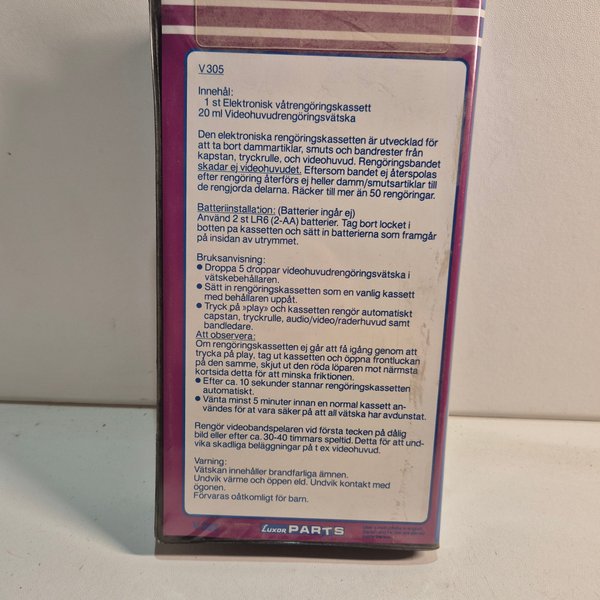 V 305
Innehål:
1 st Elektronisk våtrengöringskassett
20 ml Videohuvudrengöringsvätska
Den elektroniska rengöringskassetten är utvecklad för
att ta bort dammartiklar, smuts och bandrester från
kapstan, tryckrulle, och videohuvud. Rengöringsbandet
skadar ej videohuvudet. Eftersom bandet ej återspolas
efter rengöring återförs ej heller damm/smutsartiklar till
de rengjorda delarna. Räcker till mer än 50 rengöringar.
Batteriinstallation: (Batterier ingår ej)
Använd 2 st LR6 (2-AA) batterier. Tag bort locket i
botten pa kassetten och sätt in batterierna som framgår
på insidan av utrymmet.
Bruksanvisning:
● Droppa 5 droppar videohuvudrengöringsvätska i
vätskebehållaren.
● Sätt in rengöringskassetten som en vanlig kassett
med behållaren uppåt.
● Tryck på »play» och kassetten rengör automatiskt
capstan, tryckrulle, audio/video/raderhuvud samt
bandledare.
Att observera:
Om rengöringskassetten ej går att få igång genom att
trycka på play, tag ut kassetten och öppna frontluckan
på den samme, skjut ut den röda löparen mot närmsta
kortsida detta för att minska friktionen.
● Efter ca. 10 sekunder stannar rengöringskassetten
automatiskt.
● Vänta minst 5 minuter innan en normal kassett an-
vändes för at vara säker på att all vätska har avdunstat.
Rengör videobandspelaren vid första tecken på dålig
bild eller efter ca. 30-40 timmars speltid. Detta för att und-
vika skadliga beläggningar på t ex videohuvud.
Varning:
Vätskan innehåller brandfarliga ämnen.
Undvik värme och öppen eld. Undvik kontakt med
ögonen.
Förvaras oåtkomligt för barn.
LUXOR PARTS